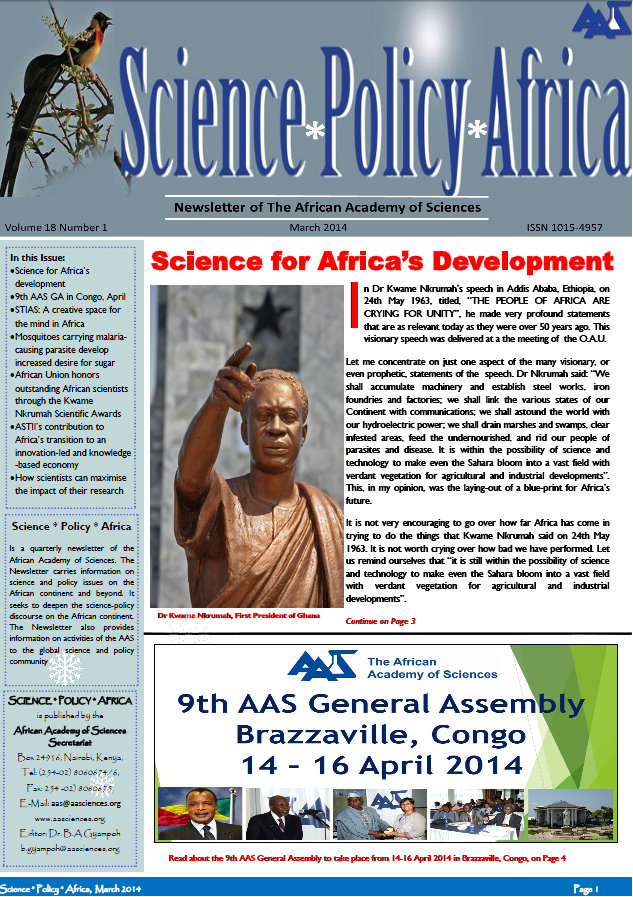 AAS
Science*Policy*Africa
Newsletter of The African Academy of Sciences
Volume 18 Number 1
March 2014
ISSN 1015-4957
In this Issue:
•Science for Africa's
development
•9th AAS GA in Congo, April
•STIAS: A creative space for
the mind in Africa
•Mosquitoes carrying malaria-
causing parasite develop
increased desire for sugar
•African Union honors
outstanding African scientists
through the Kwame
Nkrumah Scientific Awards
•ASTII's contribution to
Africa's transition to an
innovation-led and knowledge
-based economy
•How scientists can maximise
the impact of their research
Science * Policy * Africa
Is a quarterly newsletter of the
African Academy of Sciences. The
Newsletter carries information on
science and policy issues on the
African continent and beyond. It
seeks to deepen the science-policy
discourse on the African continent.
The Newsletter also provides
information on activities of the AAS
to the global science and policy
community
SCIENCE * POLICY * AFRICA
is published by the
African Academy of Sciences
Secretariat
Box 24916, Nairobi, Kenya,
Tel: (254-02) 8060674/6,
Fax: 254 -02) 8060675
E-Mail: aas@aasciences.org
www.aasciences.org
Editor: Dr. B.A Gyampoh
b.gyampoh@aasciences.org
Science for Africa's Development
In Dr Kwame Nkrumah's speech in Addis Ababa, Ethiopia, on
24th May 1963, titled, "THE PEOPLE OF AFRICA ARE
CRYING FOR UNITY", he made very profound statements
that are as relevant today as they were over 50 years ago. This
visionary speech was delivered at a the meeting of the O.A.U.
Let me concentrate on just one aspect of the many visionary, or
even prophetic, statements of the speech. Dr Nkrumah said: "We
shall accumulate machinery and establish steel works, iron
foundries and factories; we shall link the various states of our
Continent with communications; we shall astound the world with
our hydroelectric power; we shall drain marshes and swamps, clear
infested areas, feed the undernourished, and rid our people of
parasites and disease. It is within the possibility of science and
technology to make even the Sahara bloom into a vast field with
verdant vegetation for agricultural and industrial developments".
This, in my opinion, was the laying-out of a blue-print for Africa's
future.
It is not very encouraging to go over how far Africa has come in
trying to do the things that Kwame Nkrumah said on 24th May
1963. It is not worth crying over how bad we have performed. Let
us remind ourselves that "it is still within the possibility of science
and technology to make even the Sahara bloom into a vast field
with verdant vegetation for agricultural and industrial
developments".
Continue on Page 3
Dr Kwame Nkrumah, First President of Ghana
AAS
The African
Academy of Sciences
9th AAS General Assembly
Brazzaville, Congo
14 - 16 April 2014
AAS
Read about the 9th AAS General Assembly to take place from 14-16 April 2014 in Brazzaville, Congo, on Page 4
Science * Policy * Africa, March 2014
Page 1